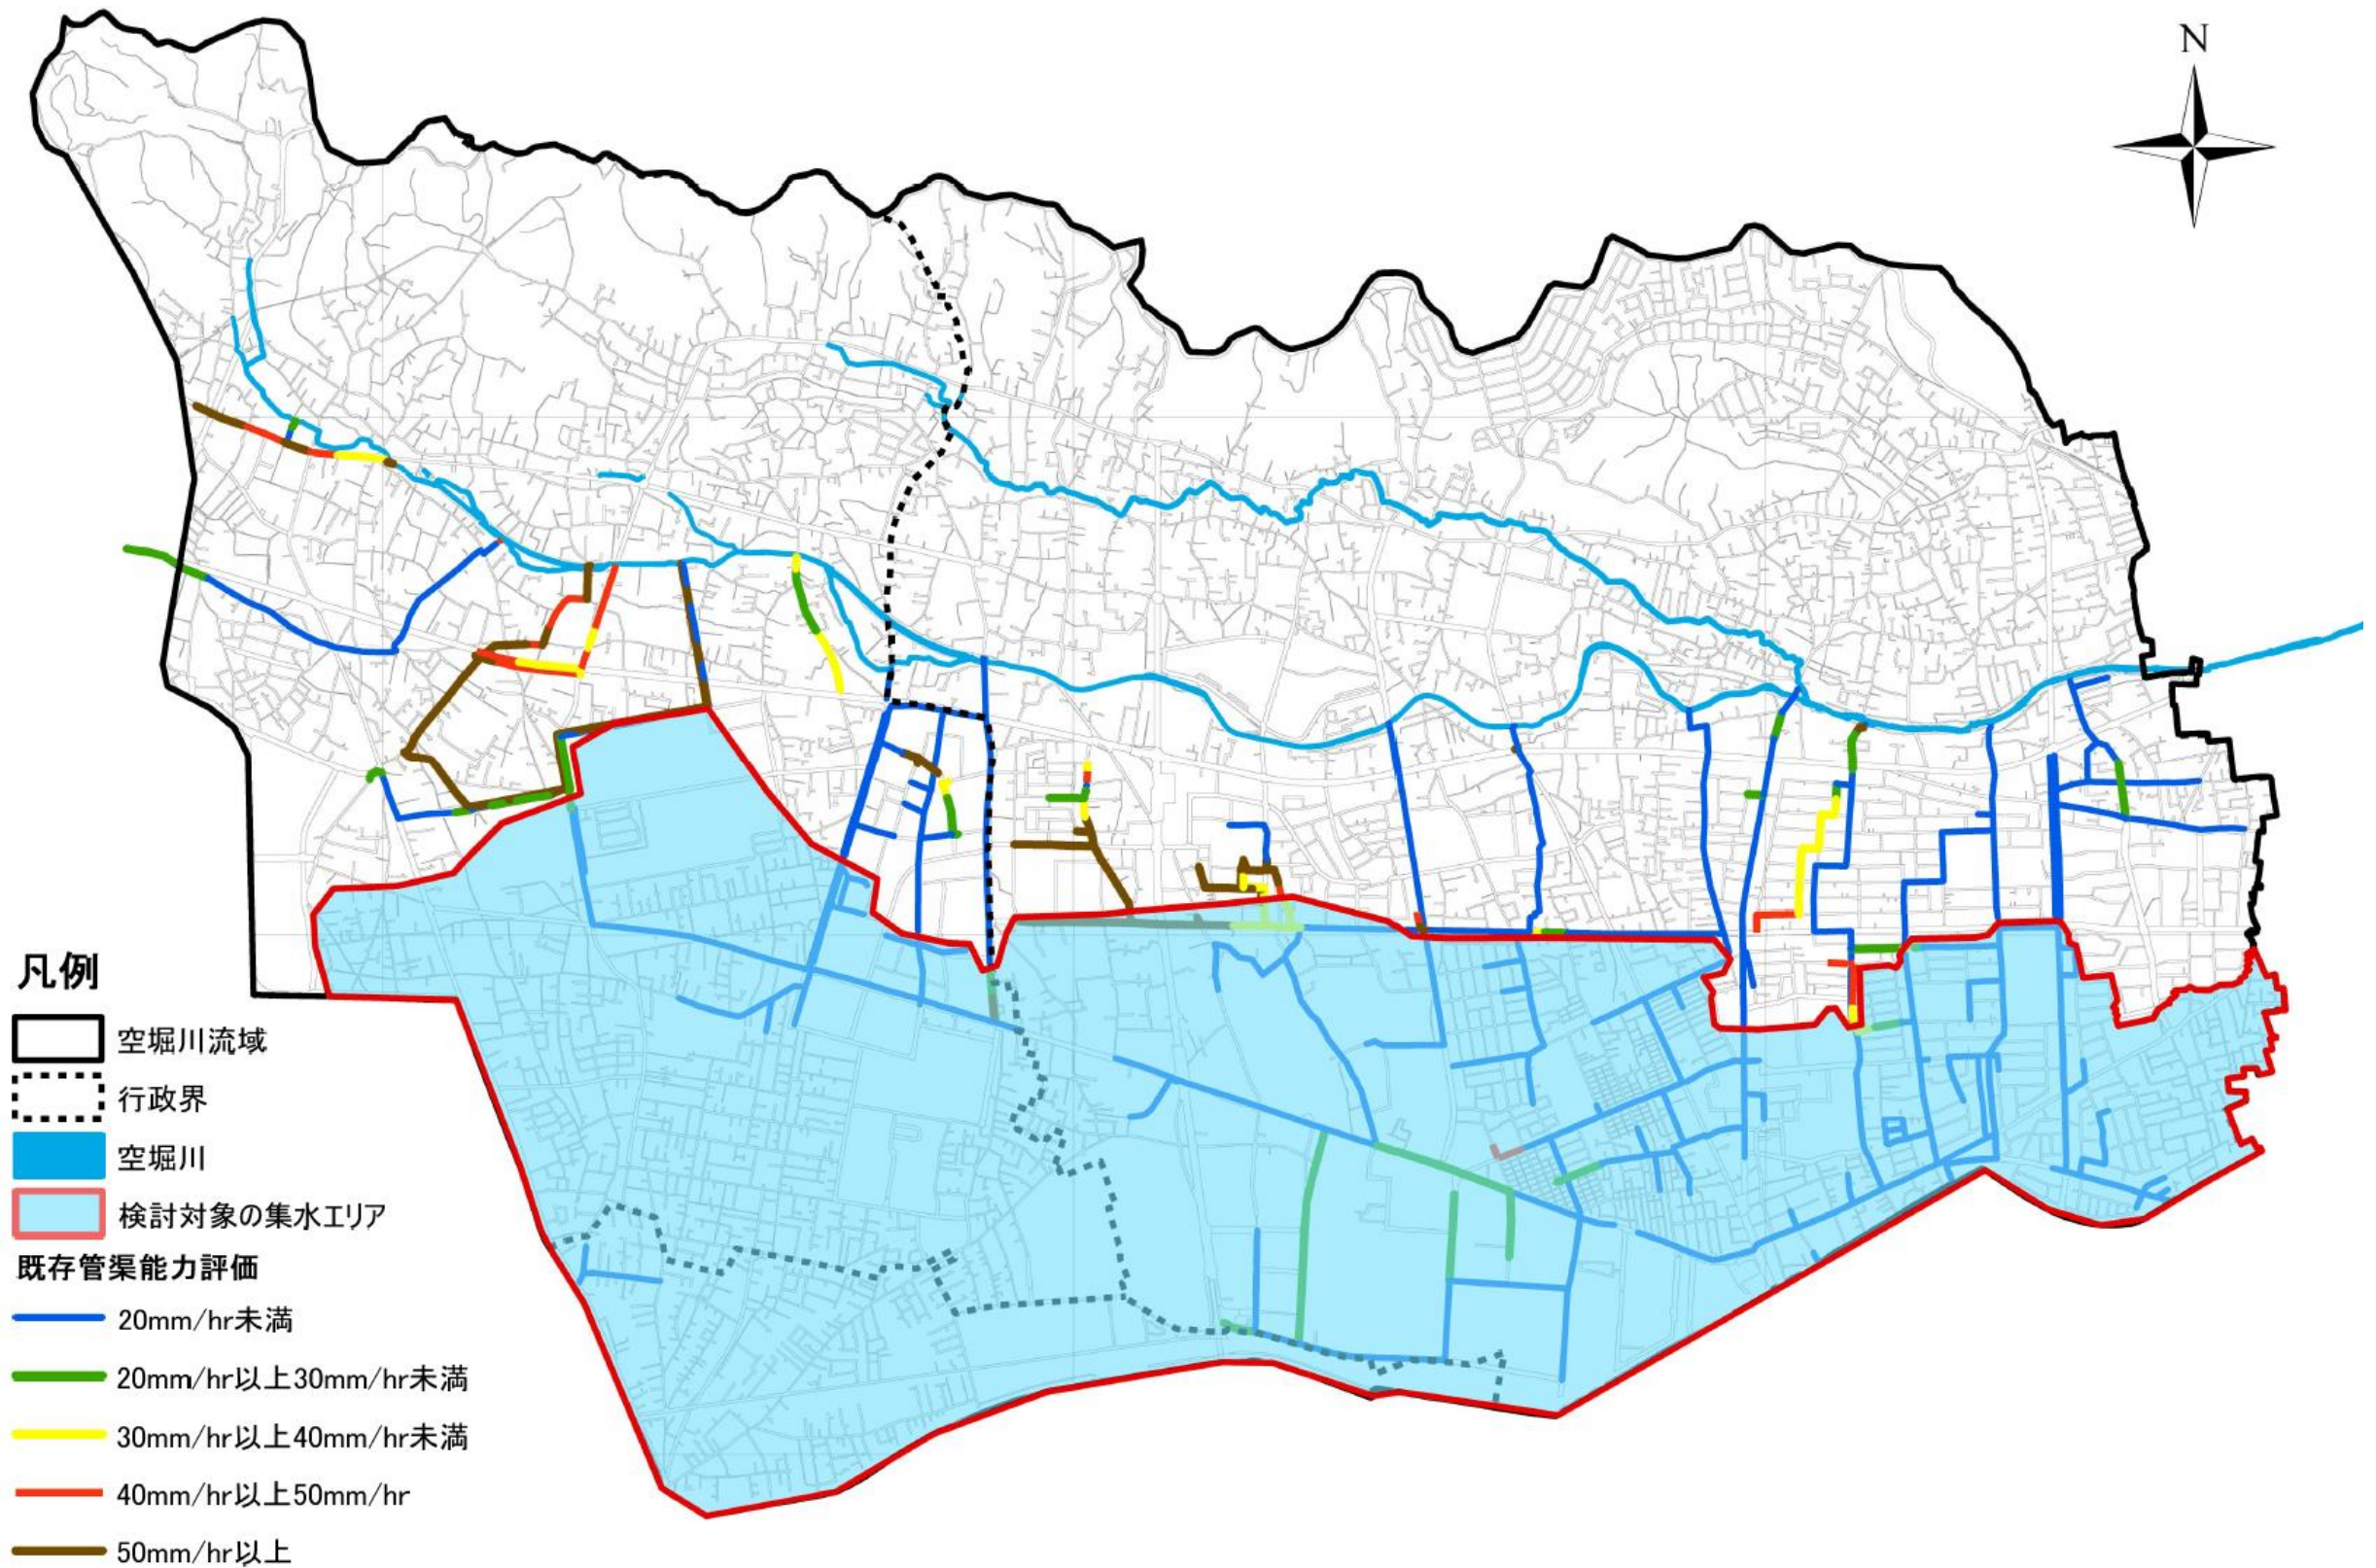 N
凡例
空堀川流域
行政界
空堀川
検討対象の集水エリア
既存管渠能力評価
20mm/hr未満
20mm/hr以上30mm/hr未満
30mm/hr以上40mm/hr未満
40mm/hr以上50mm/hr
50mm/hr以上